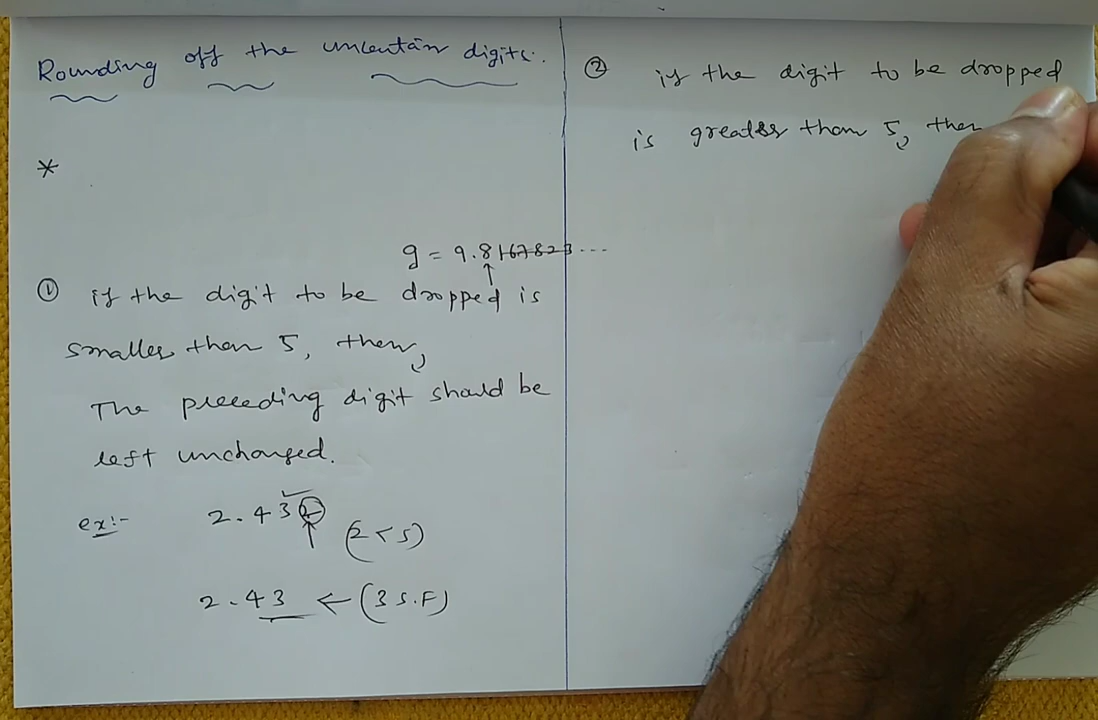 Rounding off the uncertain digits.
*
g = 9.8167823...
① if the digit to be dropped is
smaller than 5, then,
The preceding digit should be
left unchanged.
ex:- 2.432 (2 < 5)
2.43 ← (3 S.F)
② if the digit to be dropped
is greater than 5, then